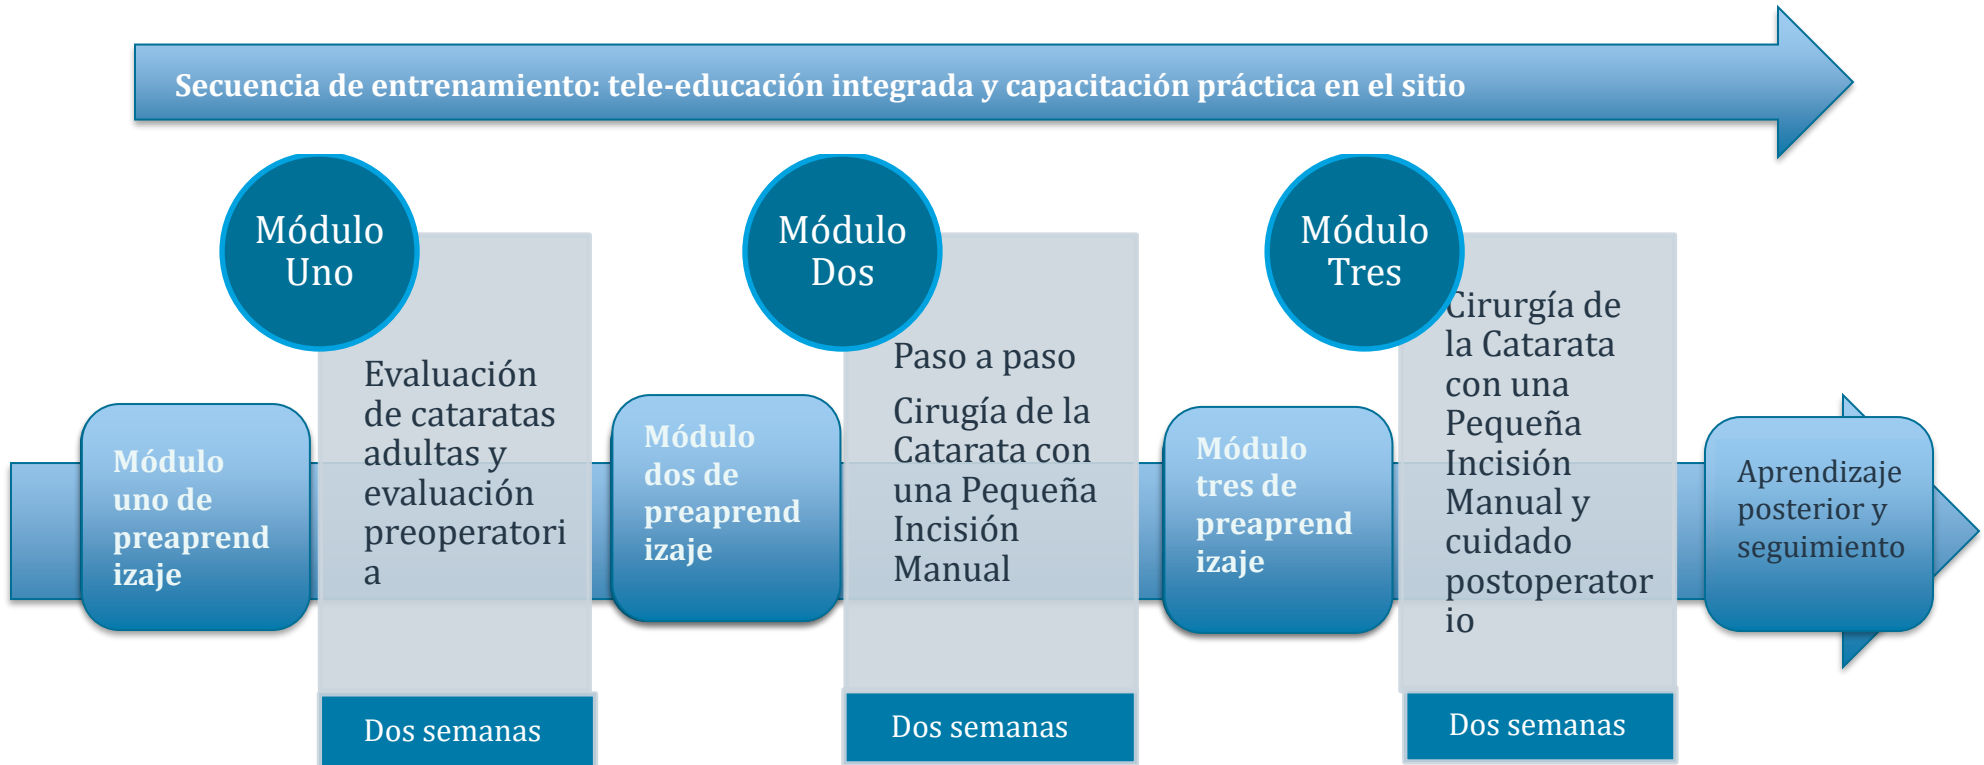 Secuencia de entrenamiento: tele-educación integrada y capacitación práctica en el sitio
Módulo
Uno
Evaluación
de cataratas
adultas y
evaluación
preoperatori
a
Dos semanas
Módulo
uno de
preaprend
izaje
Módulo
Dos
Paso a paso
Cirugía de la
Catarata con
una Pequeña
Incisión
Manual
Dos semanas
Módulo
dos de
preaprend
izaje
Módulo
Tres
Cirurgía de
la Catarata
con una
Pequeña
Incisión
Manual y
cuidado
postoperator
io
Dos semanas
Módulo
tres de
preaprend
izaje
Aprendizaje
posterior y
seguimiento